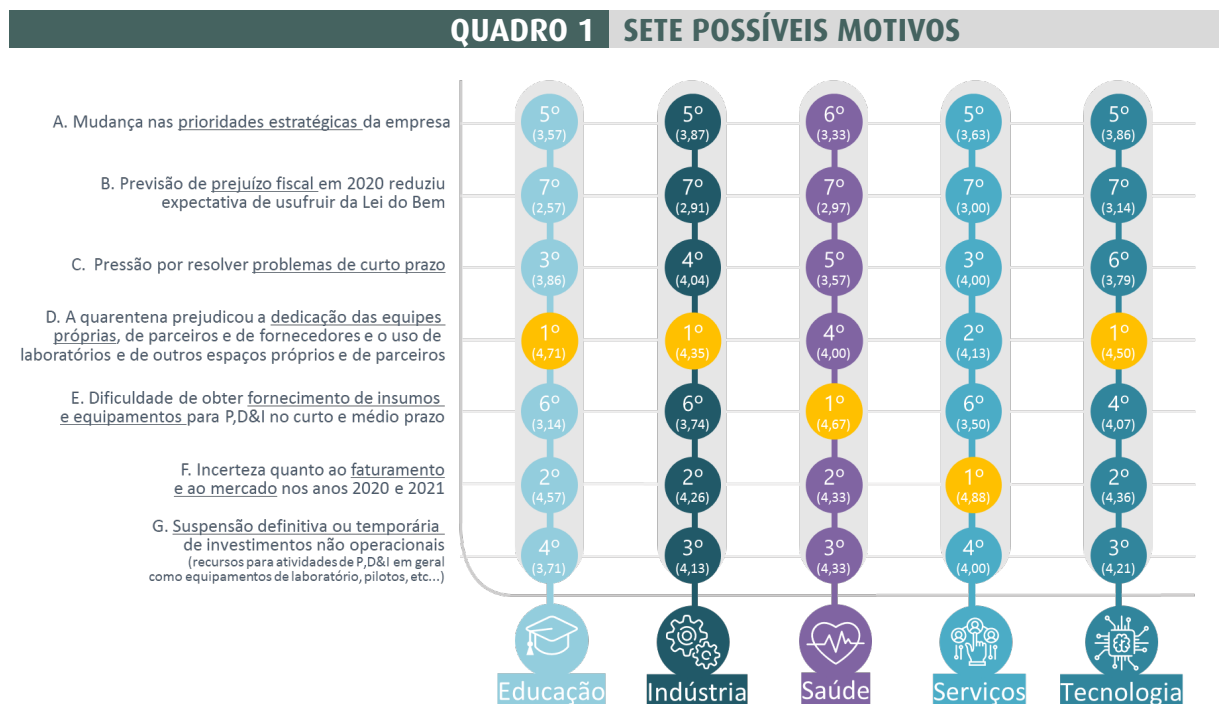 QUADRO 1 SETE POSSÍVEIS MOTIVOS
A. Mudança nas prioridades estratégicas da empresa
5º 5º 6º 5º 5º
(3,57) (3,87) (3,33) (3,63) (3,86)
B. Previsão de prejuízo fiscal em 2020 reduziu
expectativa de usufruir da Lei do Bem
7º 7º 7º 7º 7º
(2,57) (2,91) (2,97) (3,00) (3,14)
C. Pressão por resolver problemas de curto prazo
3º 4º 5º 3º 6º
(3,86) (4,04) (3,57) (4,00) (3,79)
D. A quarentena prejudicou a dedicação das equipes
próprias, de parceiros e de fornecedores e o uso de
laboratórios e de outros espaços próprios e de parceiros
1º 1º 4º 2º 1º
(4,71) (4,35) (4,00) (4,13) (4,50)
E. Dificuldade de obter fornecimento de insumos
e equipamentos para P,D&I no curto e médio prazo
6º 6º 1º 6º 4º
(3,14) (3,74) (4,67) (3,50) (4,07)
F. Incerteza quanto ao faturamento
e ao mercado nos anos 2020 e 2021
2º 2º 2º 1º 2º
(4,57) (4,26) (4,33) (4,88) (4,36)
G. Suspensão definitiva ou temporária
de investimentos não operacionais
(recursos para atividades de P,D&I em geral
como equipamentos de laboratório, pilotos, etc...)
4º 3º 3º 4º 3º
(3,71) (4,13) (4,33) (4,00) (4,21)
Educação Indústria Saúde Serviços Tecnologia